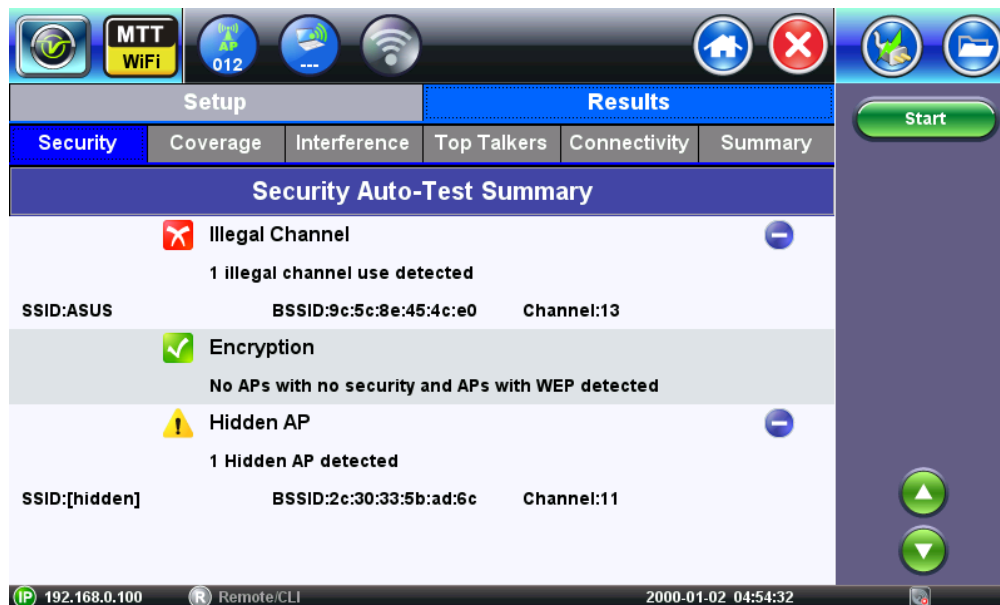 MTT
WiFi
AP
012
---
Setup
Results
Start
Security
Coverage
Interference
Top Talkers
Connectivity
Summary
Security Auto-Test Summary
Illegal Channel
1 illegal channel use detected
SSID:ASUS BSSID:9c:5c:8e:45:4c:e0 Channel:13
Encryption
No APs with no security and APs with WEP detected
Hidden AP
1 Hidden AP detected
SSID:[hidden] BSSID:2c:30:33:5b:ad:6c Channel:11
IP 192.168.0.100 R Remote/CLI 2000-01-02 04:54:32